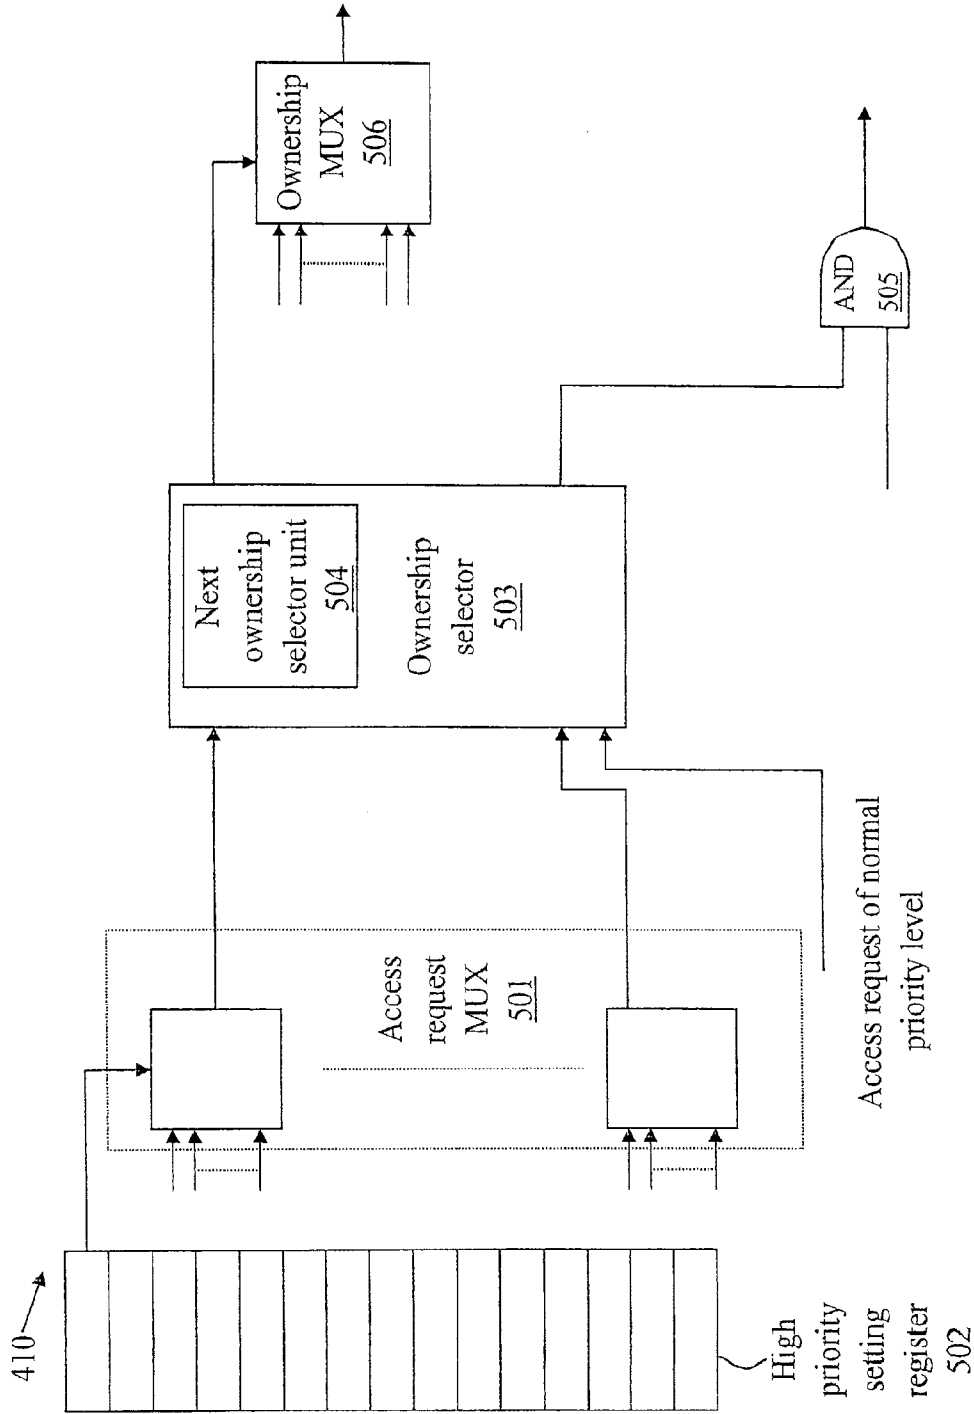 410
High
priority
setting
register
502
Access
request
MUX
501
Access request of normal
priority level
Next
ownership
selector unit
504
Ownership
selector
503
Ownership
MUX
506
AND
505